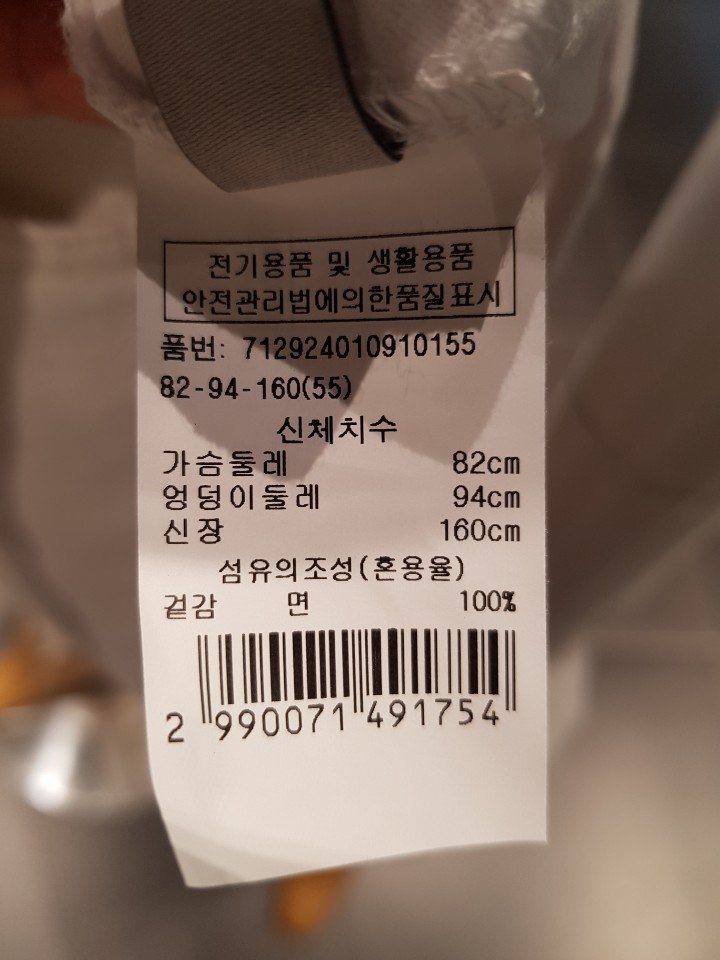 전기용품 및 생활용품
안전관리법에의한품질표시
품번: 712924010910155
82-94-160(55)
신체치수
가슴둘레 82cm
엉덩이둘레 94cm
신장 160cm
섬유의조성(혼용율)
겉감 면 100%
2 990071 491754